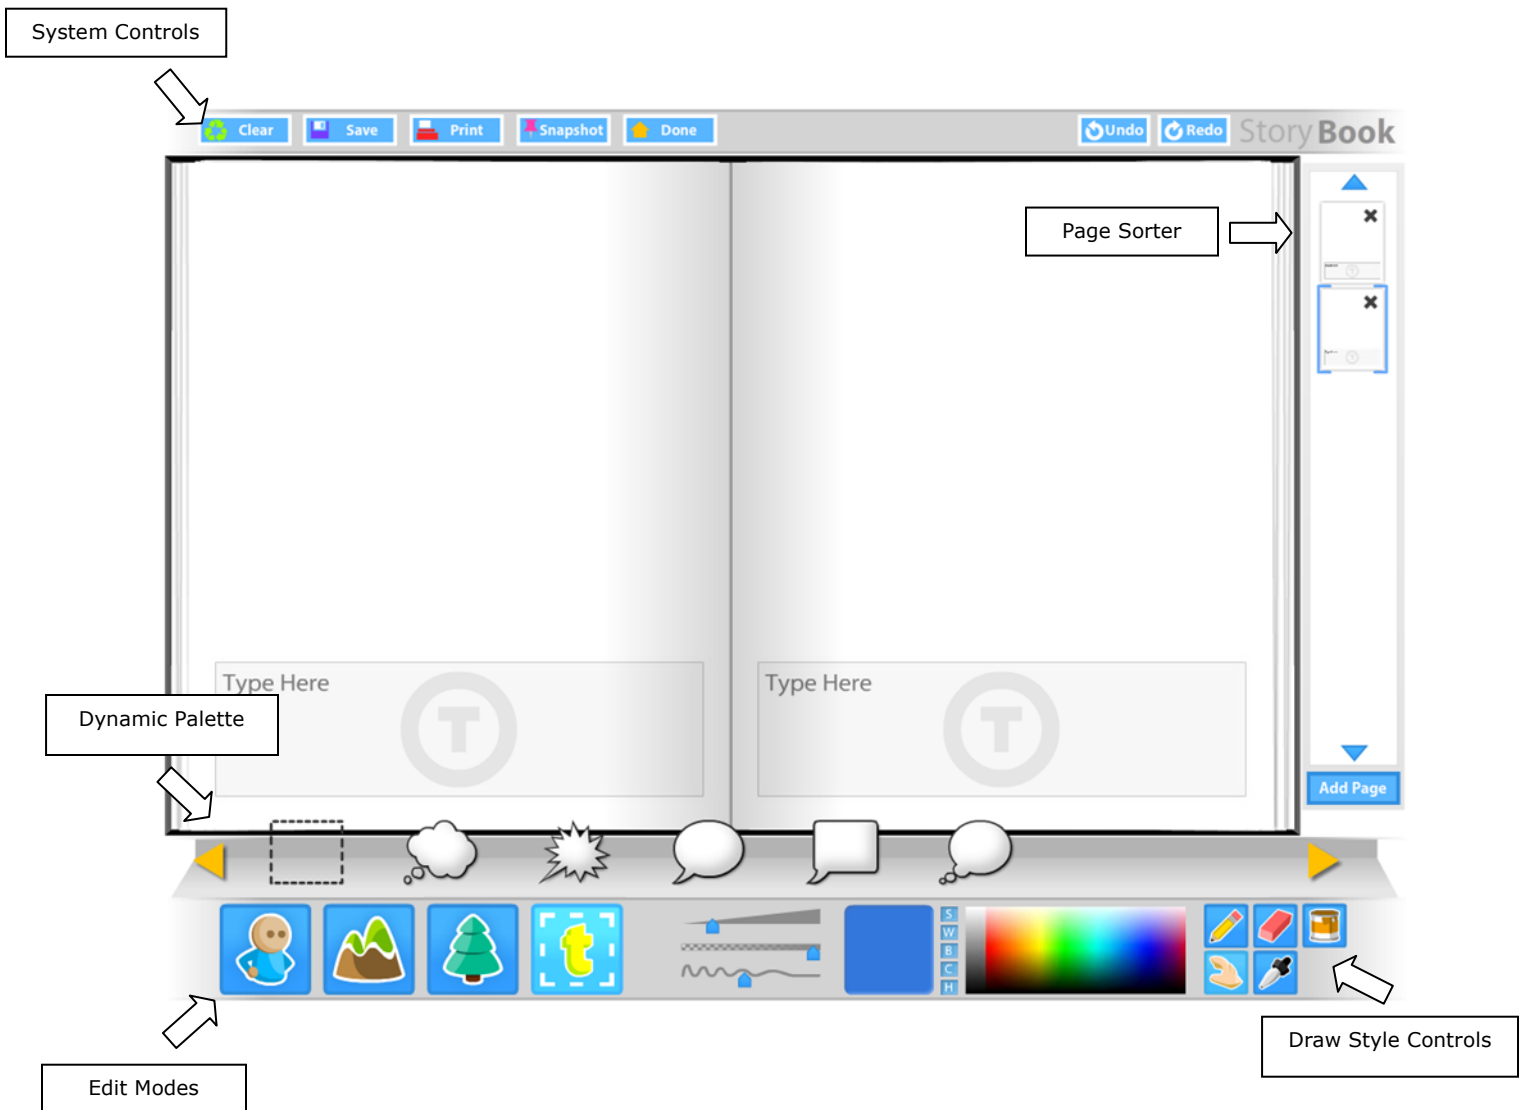 System Controls
Clear
Save
Print
Snapshot
Done
Undo
Redo
StoryBook
Page Sorter
Type Here
T
Type Here
T
Dynamic Palette
Add Page
t
S
W
B
C
H
Draw Style Controls
Edit Modes